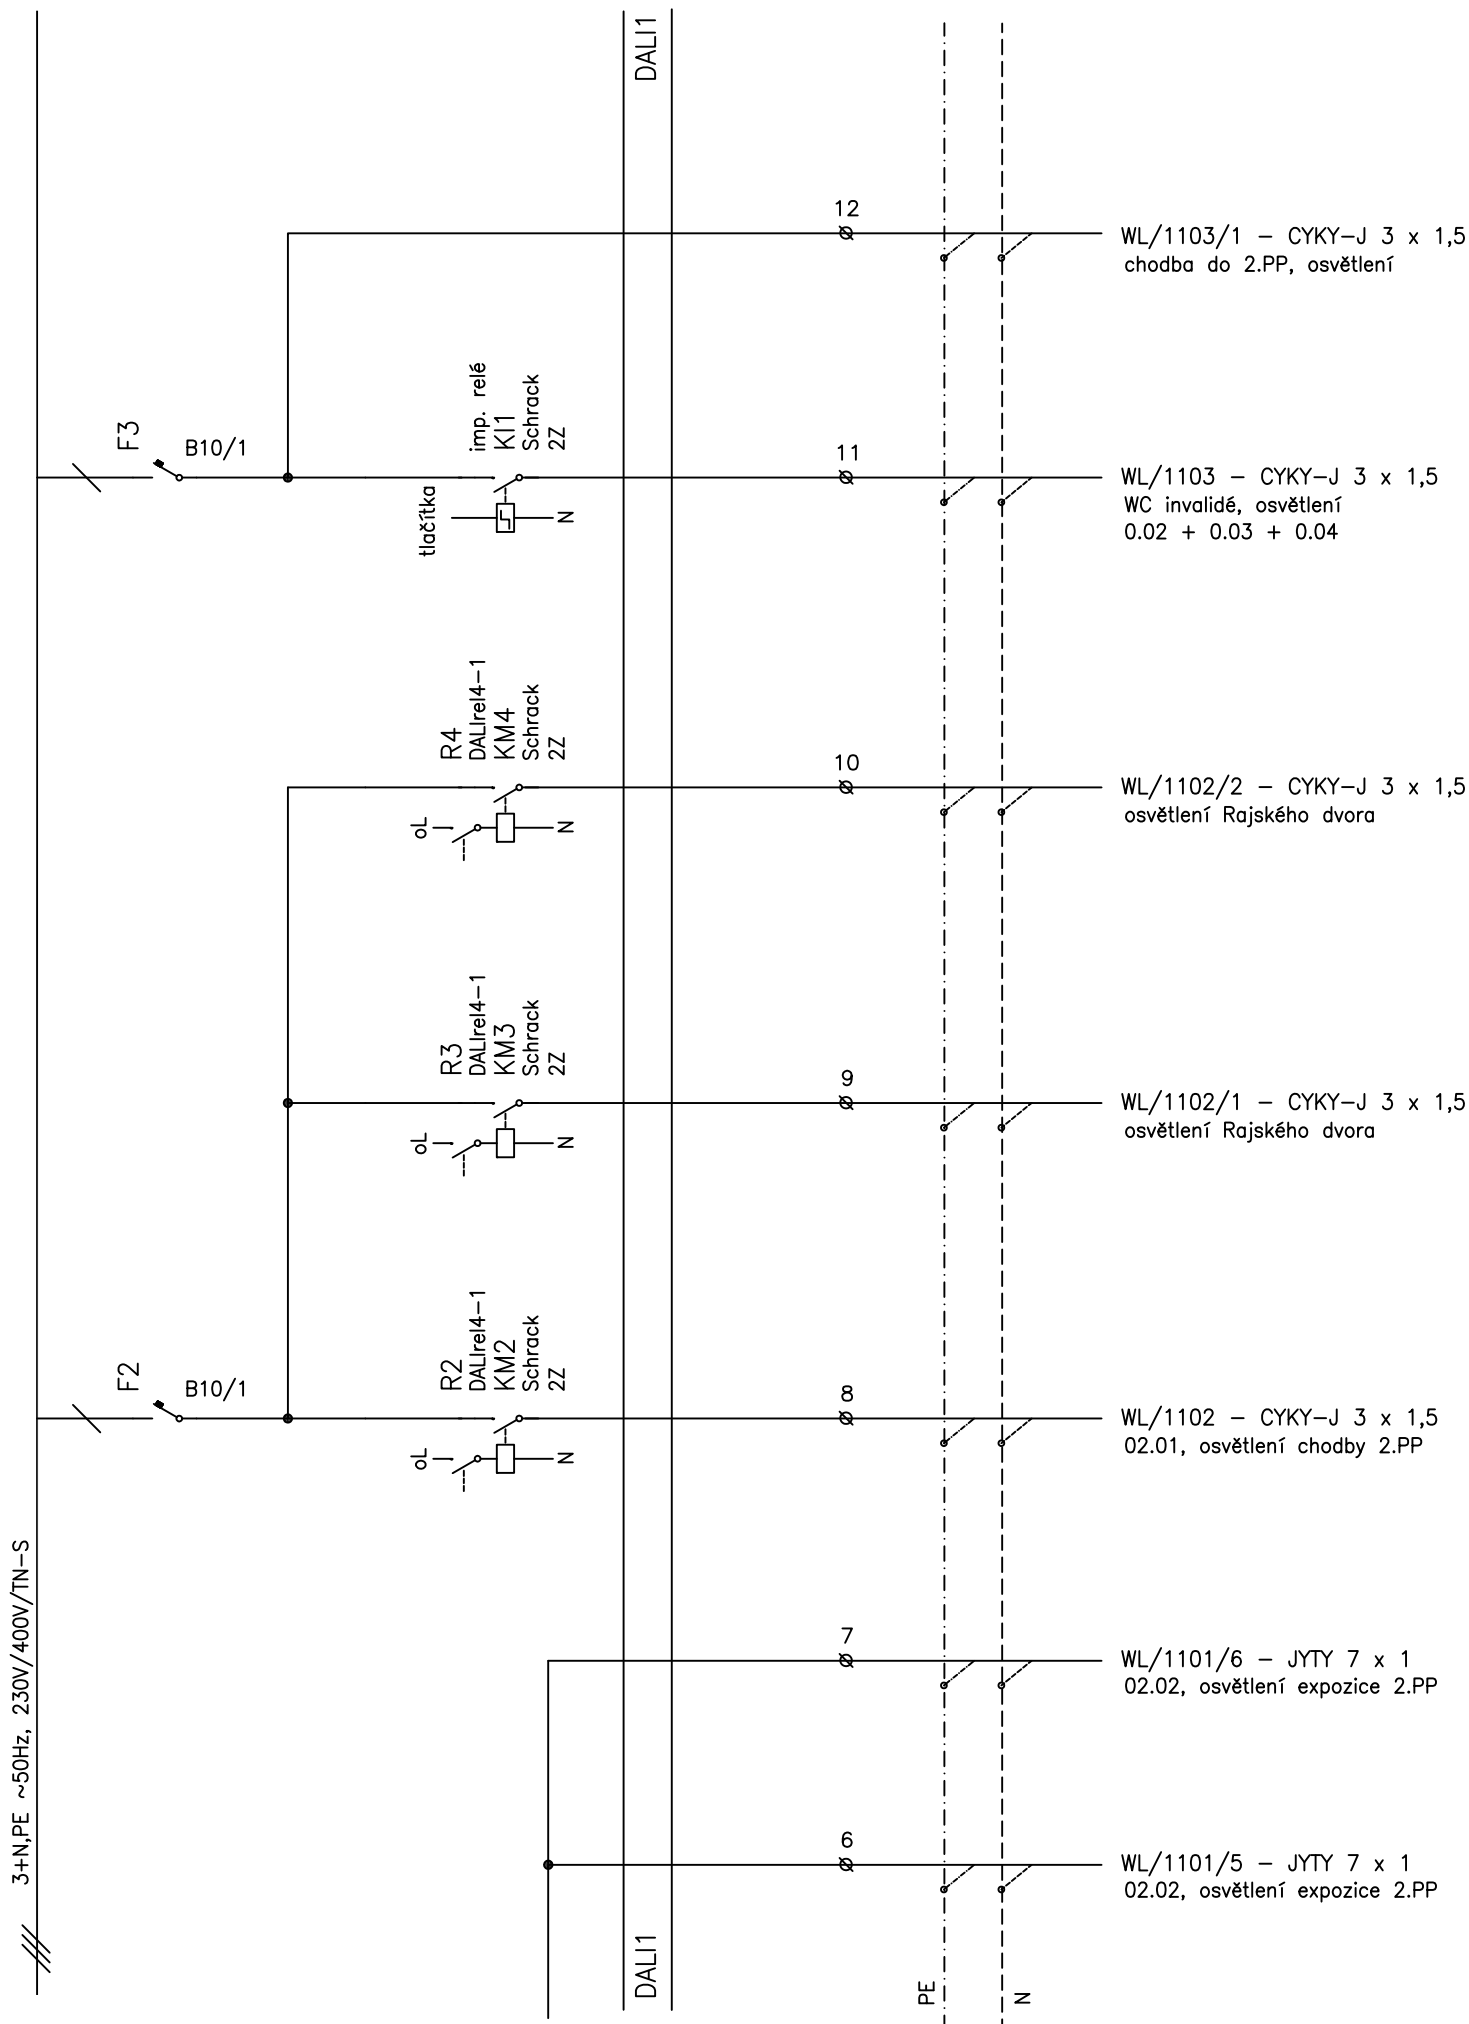 DALI1
12
WL/1103/1 – CYKY–J 3 x 1,5
chodba do 2.PP, osvětlení
F3
B10/1
imp. relé
KI1
Schrack
2Z
tlačítka
N
11
WL/1103 – CYKY–J 3 x 1,5
WC invalidé, osvětlení
0.02 + 0.03 + 0.04
R4
DALIrel4–1
KM4
Schrack
2Z
oL
N
10
WL/1102/2 – CYKY–J 3 x 1,5
osvětlení Rajského dvora
R3
DALIrel4–1
KM3
Schrack
2Z
oL
N
9
WL/1102/1 – CYKY–J 3 x 1,5
osvětlení Rajského dvora
F2
B10/1
R2
DALIrel4–1
KM2
Schrack
2Z
oL
N
8
WL/1102 – CYKY–J 3 x 1,5
02.01, osvětlení chodby 2.PP
3+N,PE ~50Hz, 230V/400V/TN–S
7
WL/1101/6 – JYTY 7 x 1
02.02, osvětlení expozice 2.PP
6
WL/1101/5 – JYTY 7 x 1
02.02, osvětlení expozice 2.PP
DALI1
PE
N